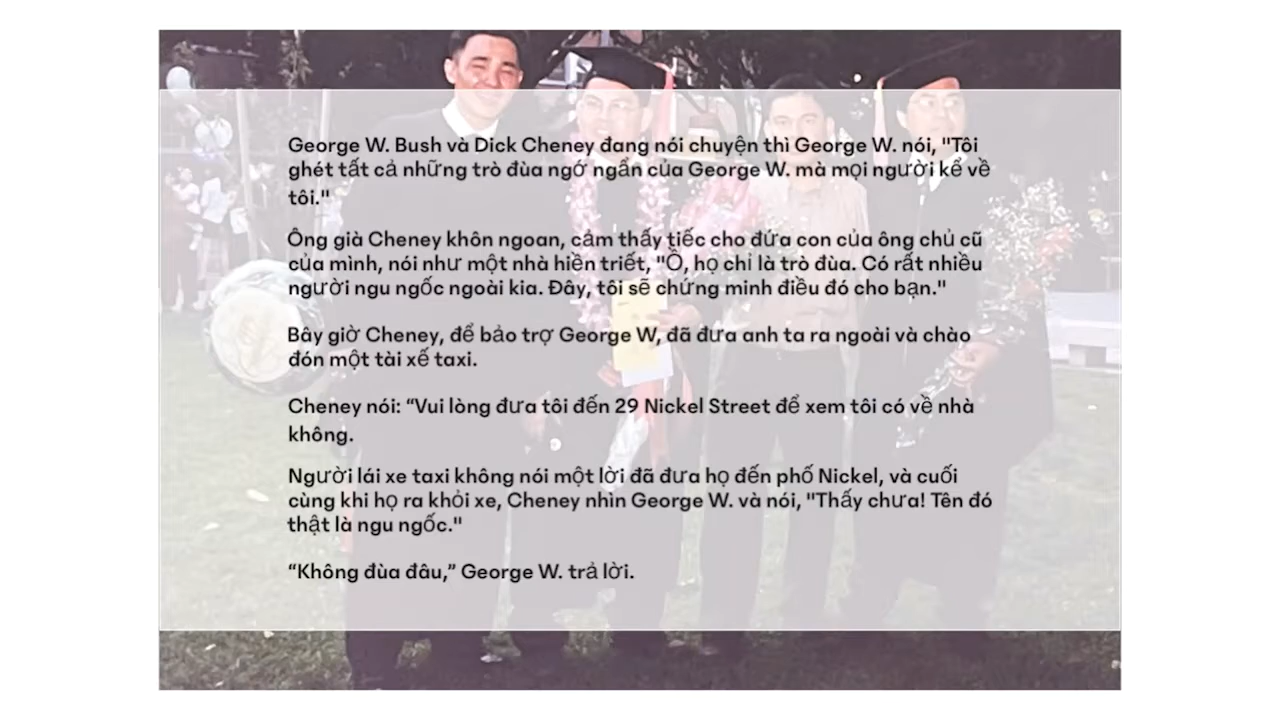 George W. Bush và Dick Cheney đang nói chuyện thì George W. nói, "Tôi
ghét tất cả những trò đùa ngớ ngẩn của George W. mà mọi người kể về
tôi."
Ông già Cheney khôn ngoan, cảm thấy tiếc cho đứa con của ông chủ cũ
của mình, nói như một nhà hiền triết, "Ồ, họ chỉ là trò đùa. Có rất nhiều
người ngu ngốc ngoài kia. Đây, tôi sẽ chứng minh điều đó cho bạn."
Bây giờ Cheney, để bảo trợ George W, đã đưa anh ta ra ngoài và chào
đón một tài xế taxi.
Cheney nói: “Vui lòng đưa tôi đến 29 Nickel Street để xem tôi có về nhà
không.
Người lái xe taxi không nói một lời đã đưa họ đến phố Nickel, và cuối
cùng khi họ ra khỏi xe, Cheney nhìn George W. và nói, "Thấy chưa! Tên đó
thật là ngu ngốc."
“Không đùa đâu,” George W. trả lời.